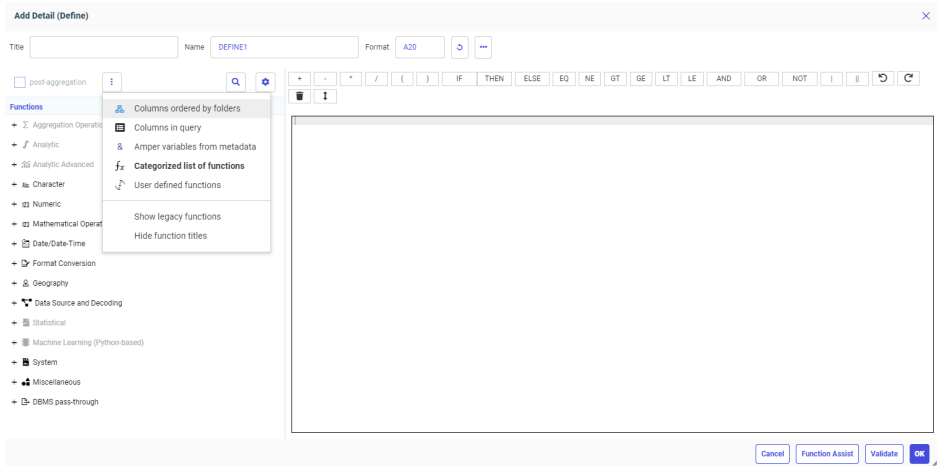 Add Detail (Define)
Title Name DEFINE1 Format A20
post-aggregation
+ - * / ( ) IF THEN ELSE EQ NE GT GE LT LE AND OR NOT | ||
Functions
Aggregation Operatio
Analytic
Analytic Advanced
Character
Numeric
Mathematical Operat
Date/Date-Time
Format Conversion
Geography
Data Source and Decoding
Statistical
Machine Learning (Python-based)
System
Miscellaneous
DBMS pass-through
Columns ordered by folders
Columns in query
& Amper variables from metadata
fx Categorized list of functions
User defined functions
Show legacy functions
Hide function titles
Cancel Function Assist Validate OK